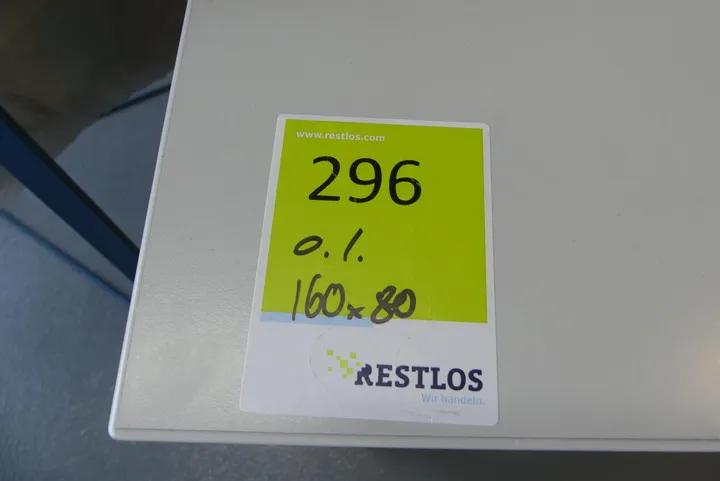 www.restlos.com
296
o.l.
160x80
RESTLOS
Wir handeln.